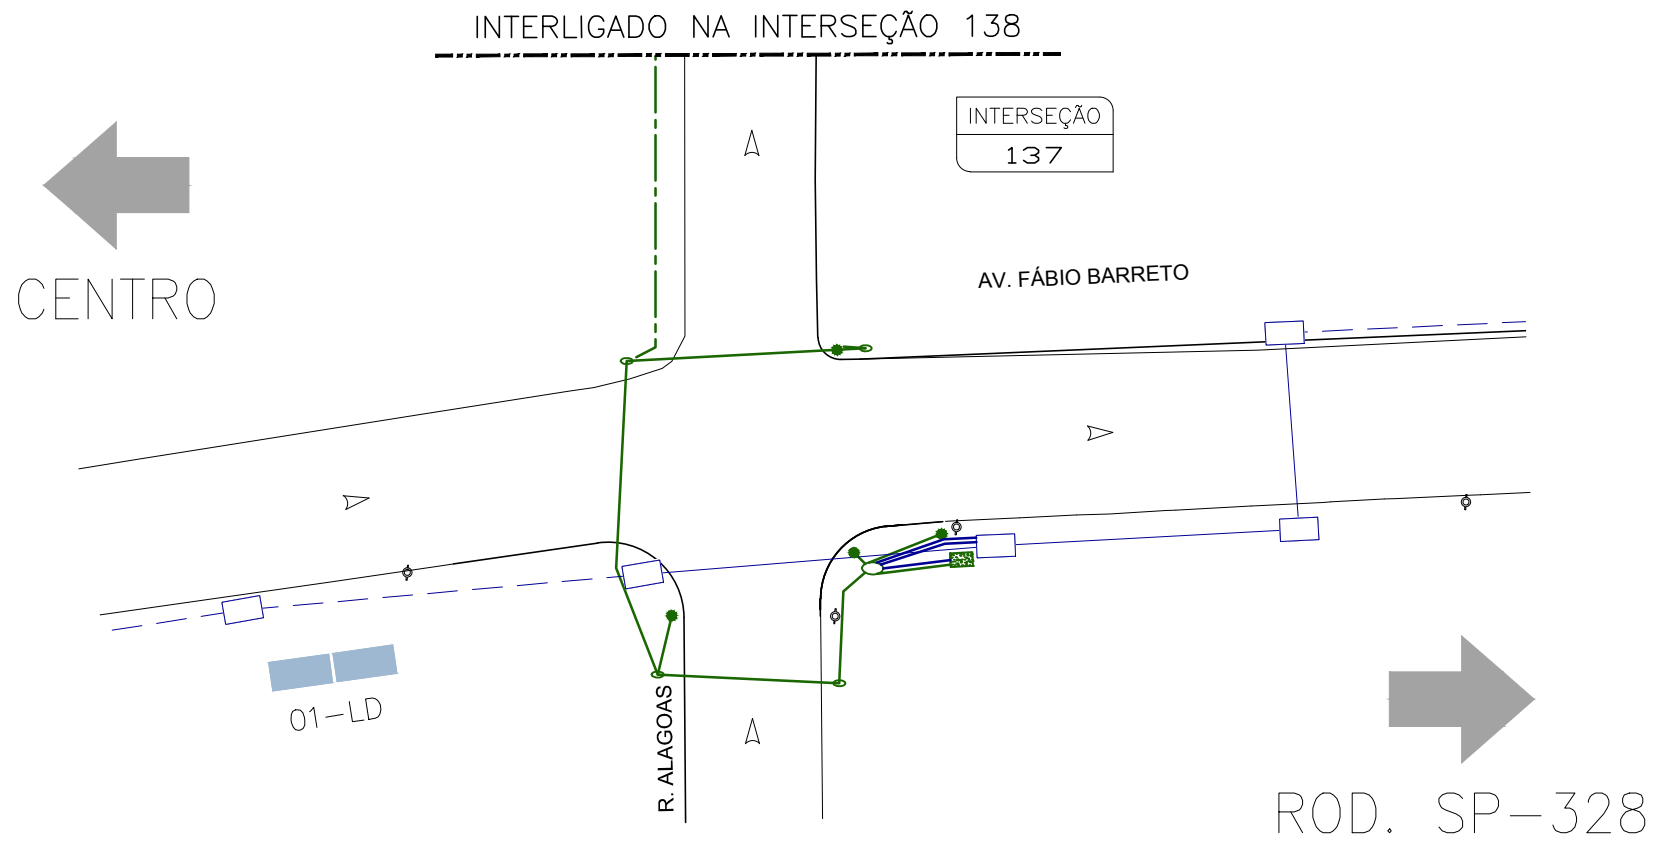 INTERLIGADO NA INTERSEÇÃO 138
INTERSEÇÃO
137
CENTRO
AV. FÁBIO BARRETO
01-LD
R. ALAGOAS
ROD. SP-328